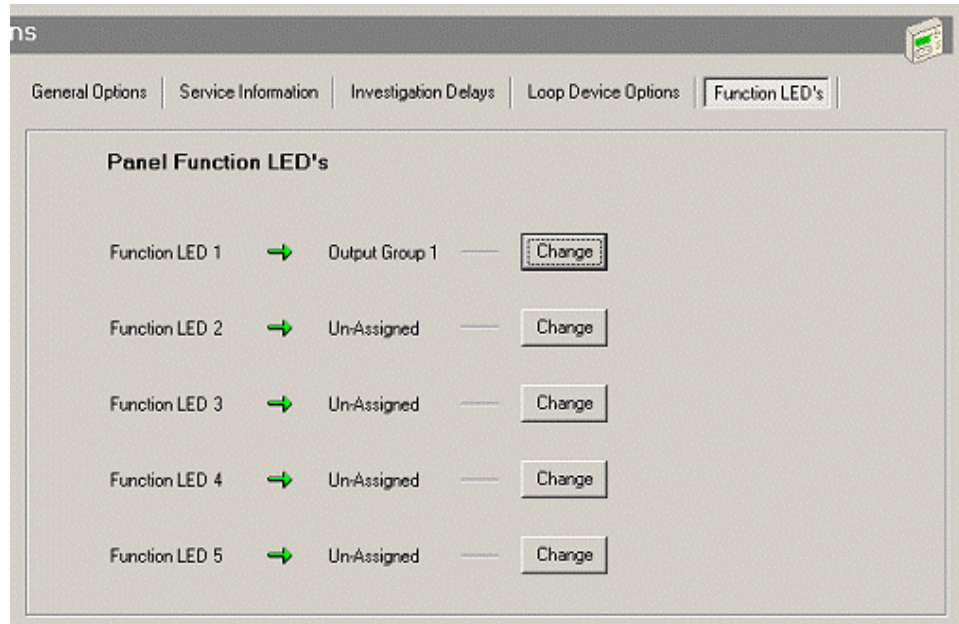 ns
General Options Service Information Investigation Delays Loop Device Options Function LED's
Panel Function LED's
Function LED 1 Output Group 1 Change
Function LED 2 Un-Assigned Change
Function LED 3 Un-Assigned Change
Function LED 4 Un-Assigned Change
Function LED 5 Un-Assigned Change